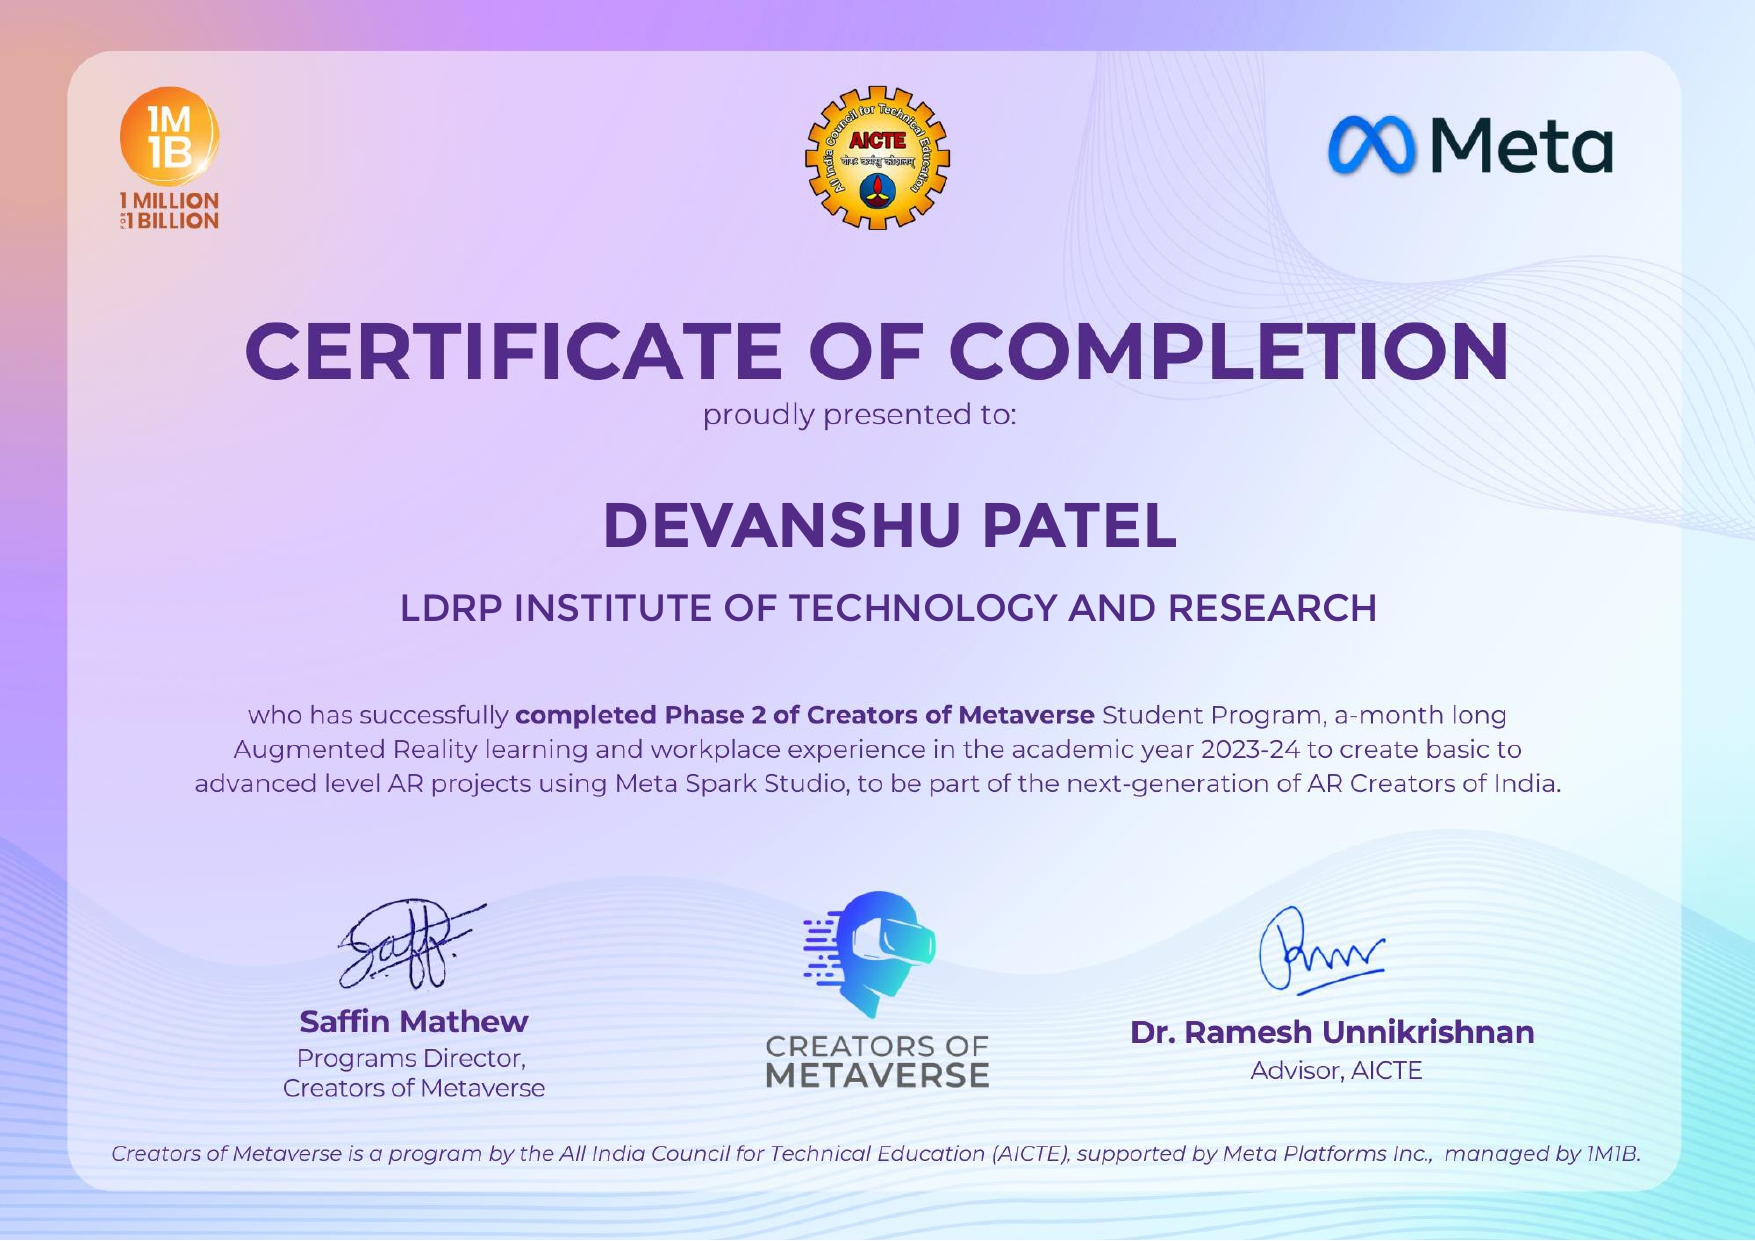 1M
1B
1 MILLION
FOR 1 BILLION
All India Council for Technical Education
AICTE
योगः कर्मसु कौशलम्
Meta
CERTIFICATE OF COMPLETION
proudly presented to:
DEVANSHU PATEL
LDRP INSTITUTE OF TECHNOLOGY AND RESEARCH
who has successfully completed Phase 2 of Creators of Metaverse Student Program, a-month long
Augmented Reality learning and workplace experience in the academic year 2023-24 to create basic to
advanced level AR projects using Meta Spark Studio, to be part of the next-generation of AR Creators of India.
Saffin Mathew
Programs Director,
Creators of Metaverse
CREATORS OF
METAVERSE
Dr. Ramesh Unnikrishnan
Advisor, AICTE
Creators of Metaverse is a program by the All India Council for Technical Education (AICTE), supported by Meta Platforms Inc., managed by 1M1B.